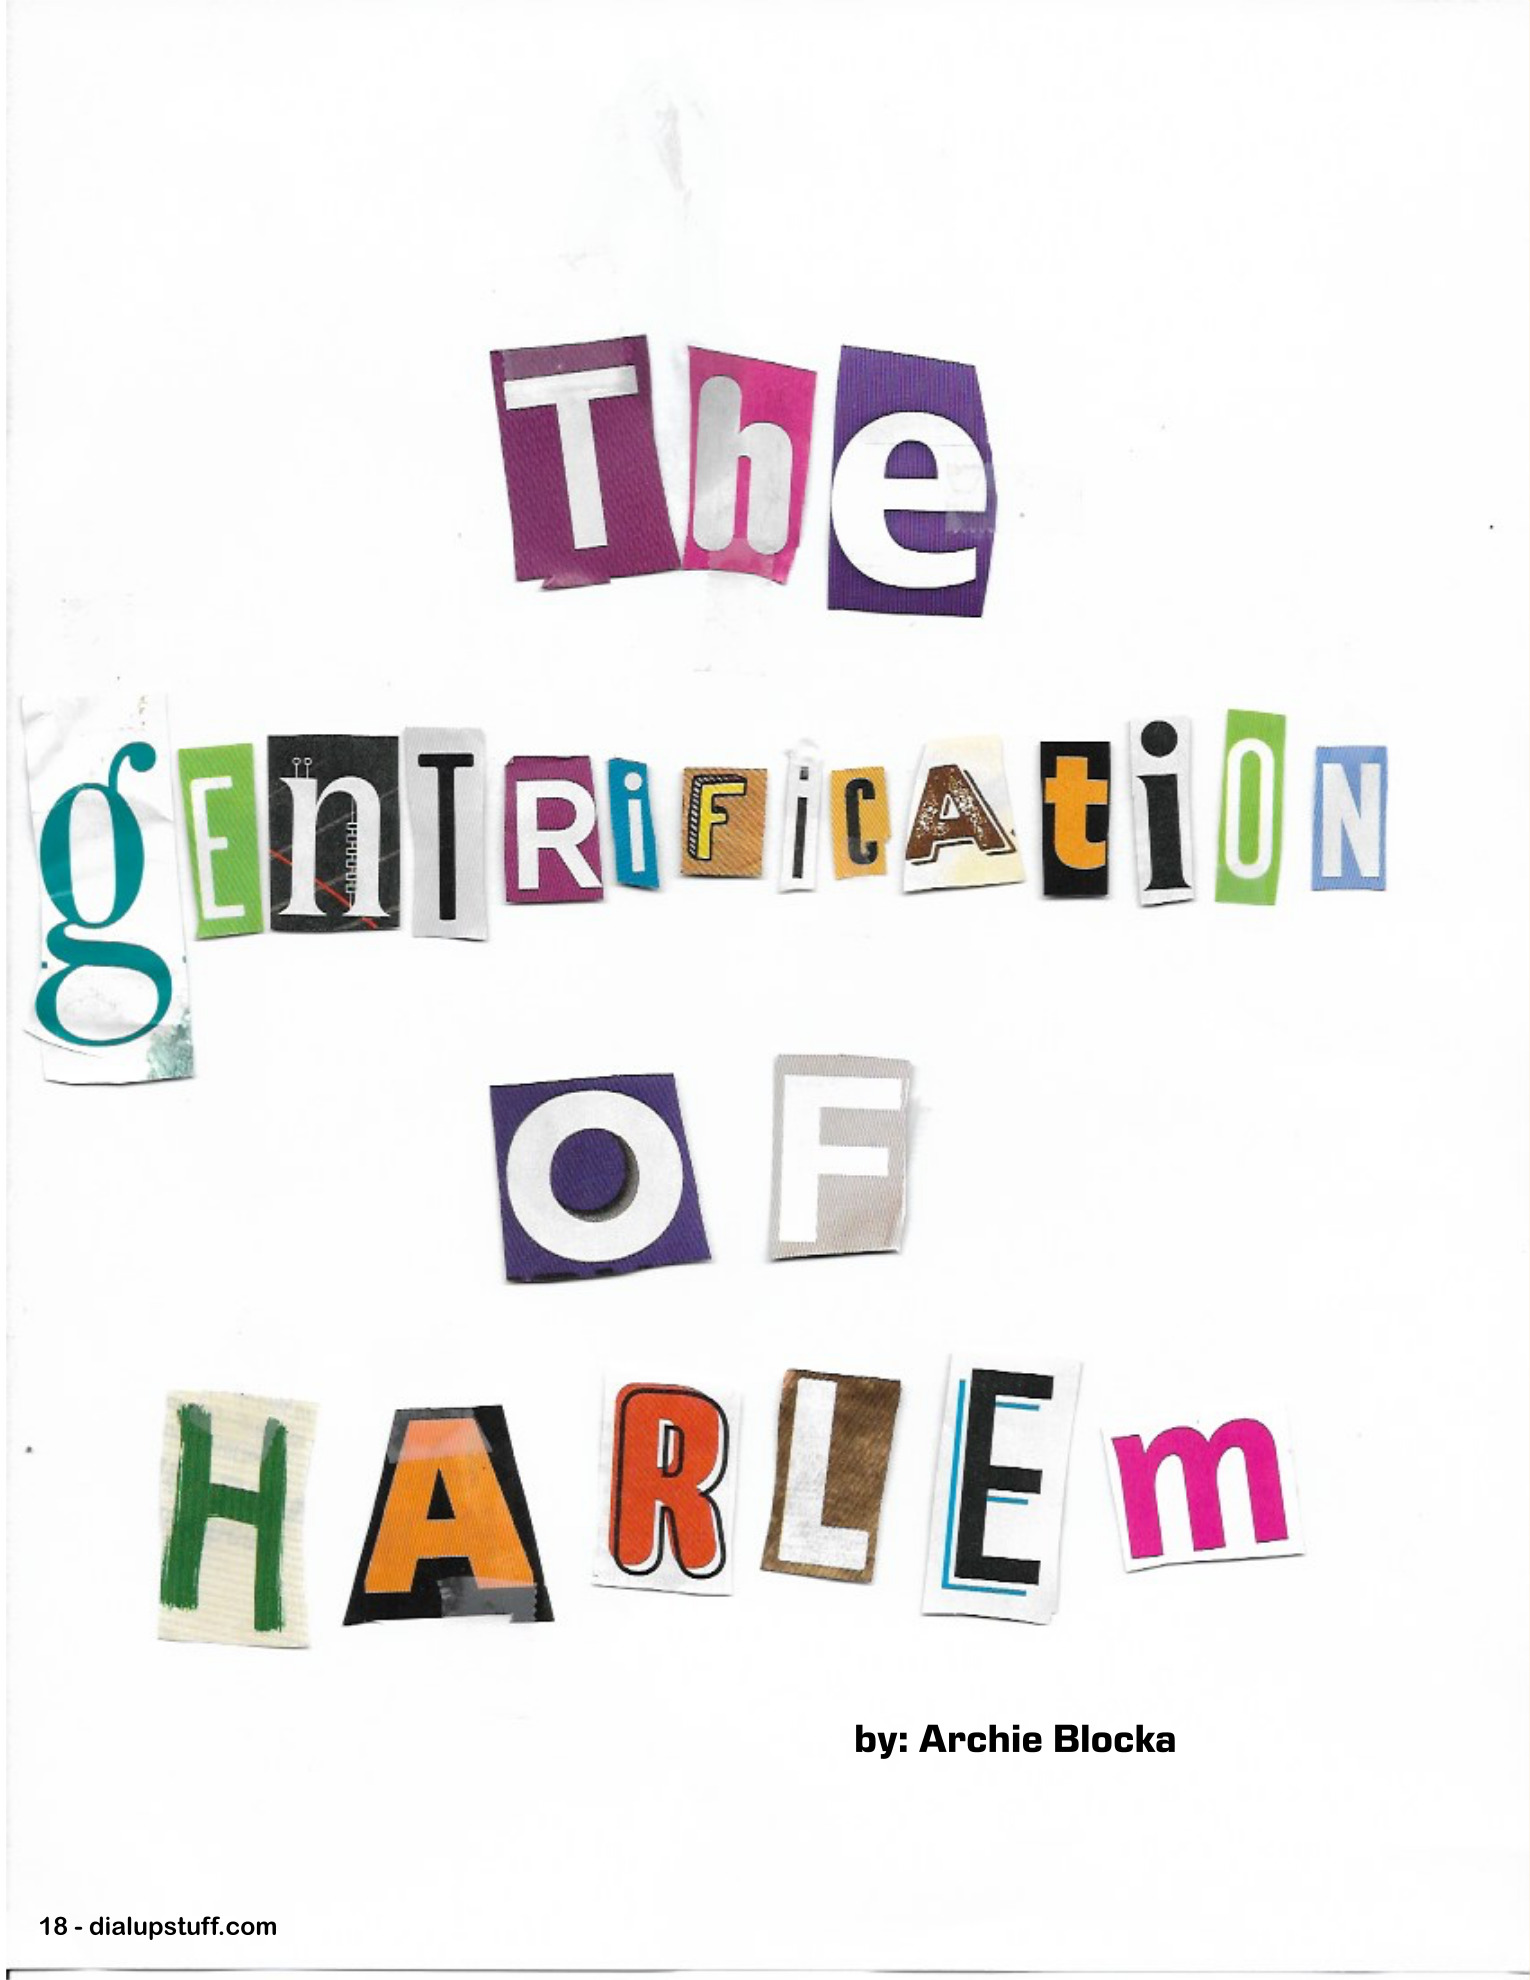 The
gENTRiFiCAtiON
OF
HARLEm
by: Archie Blocka
18 - dialupstuff.com